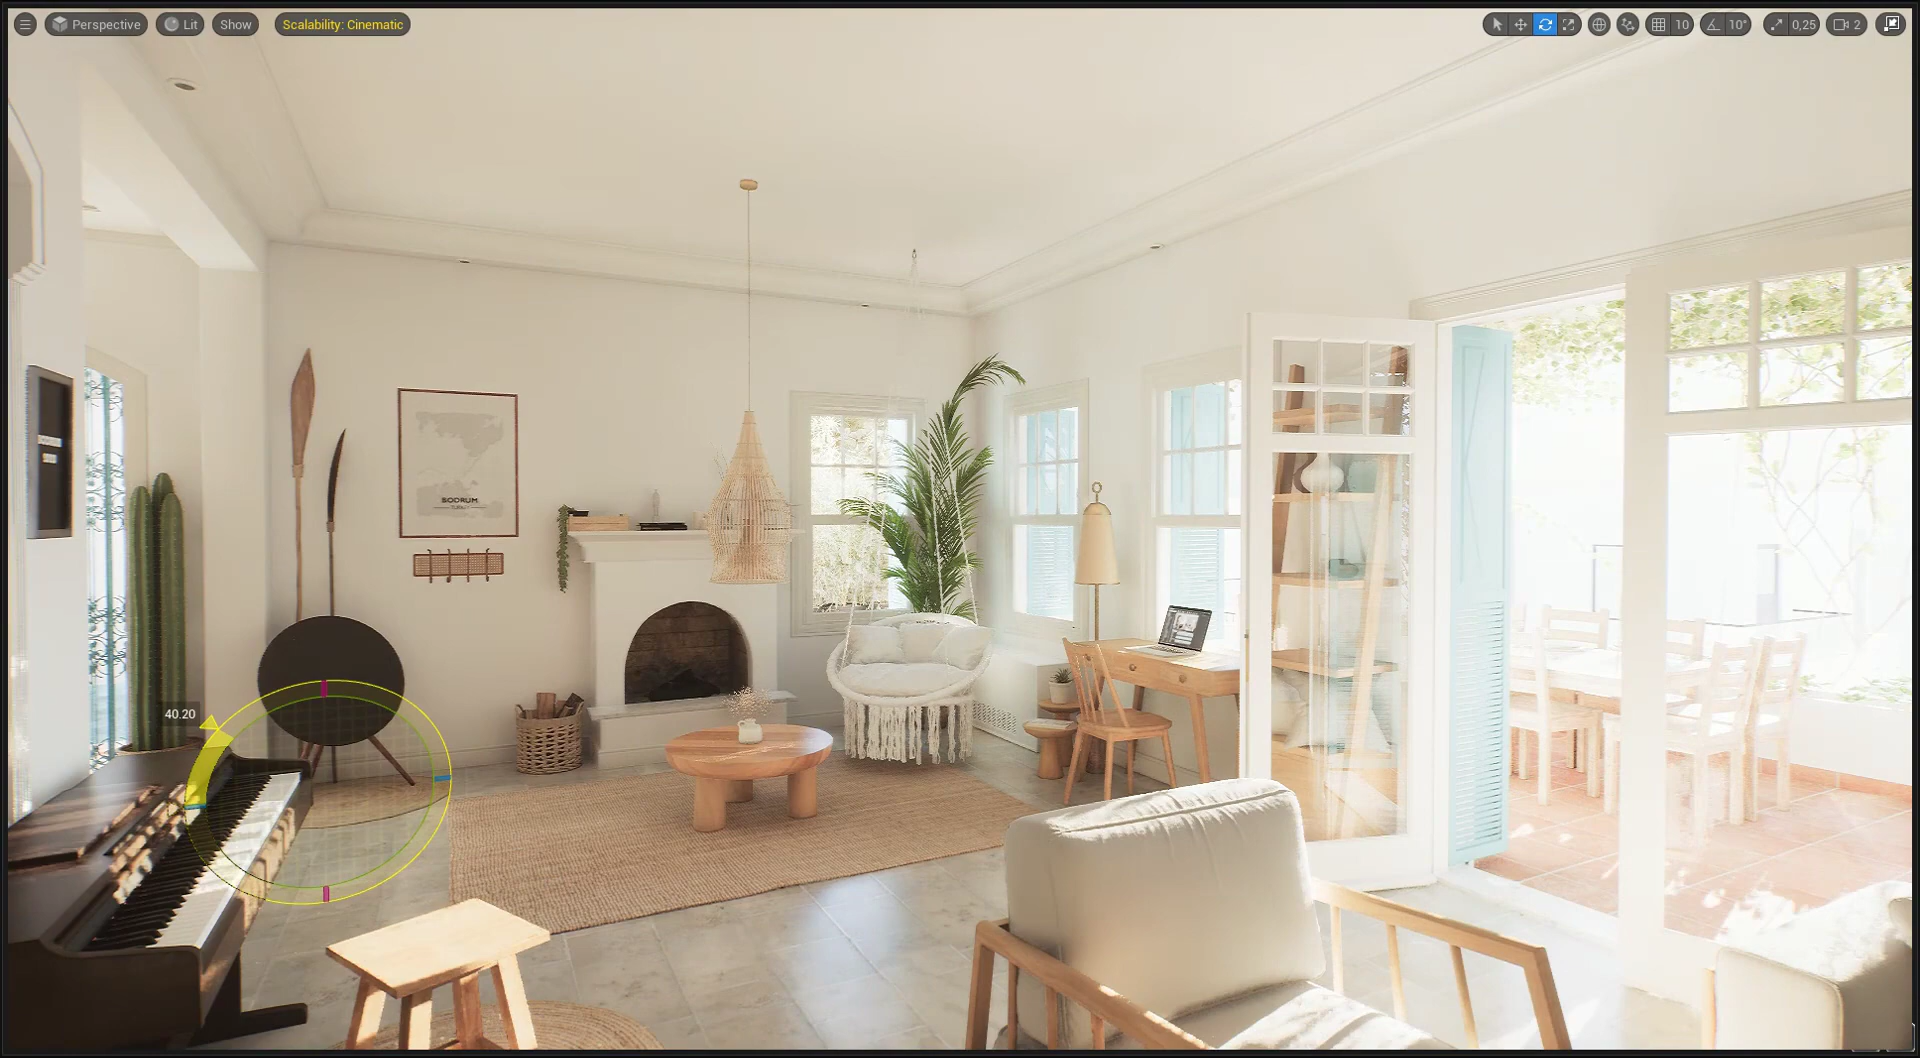 Perspective
Lit
Show
Scalability: Cinematic
10
10°
0,25
2
BODRUM
40.20